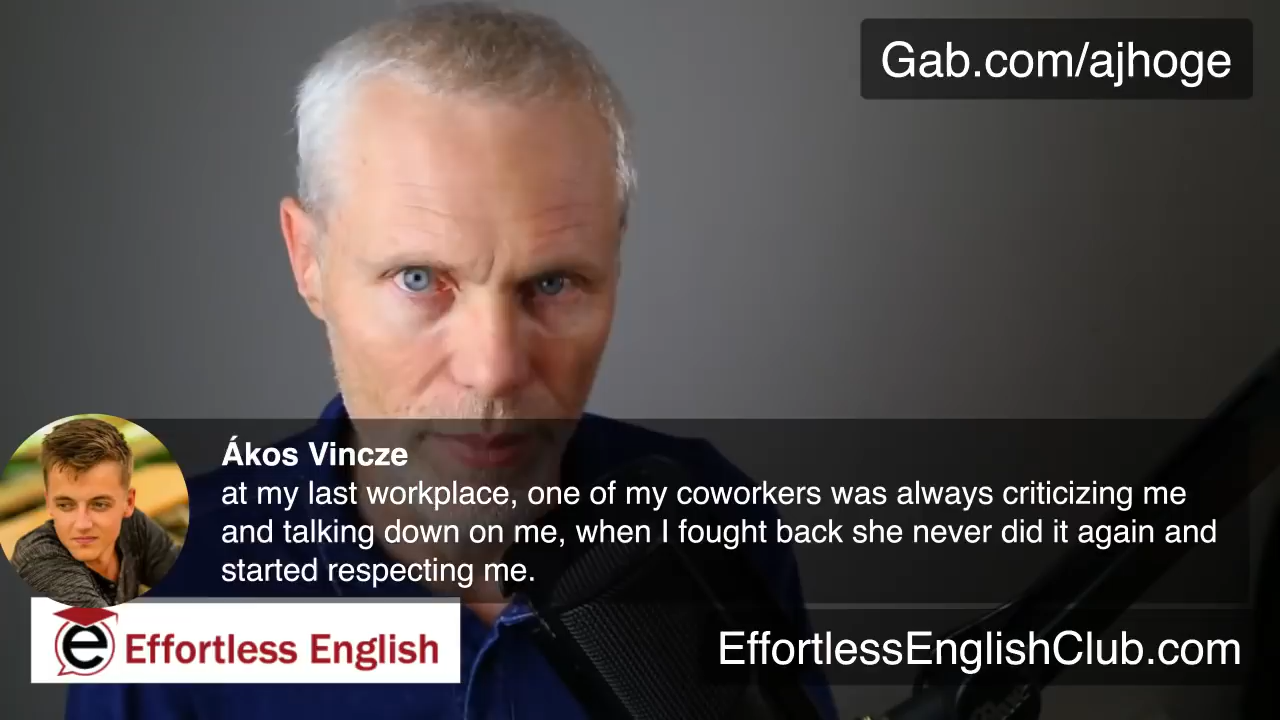 Gab.com/ajhoge
Ákos Vincze
at my last workplace, one of my coworkers was always criticizing me
and talking down on me, when I fought back she never did it again and
started respecting me.
e Effortless English
EffortlessEnglishClub.com